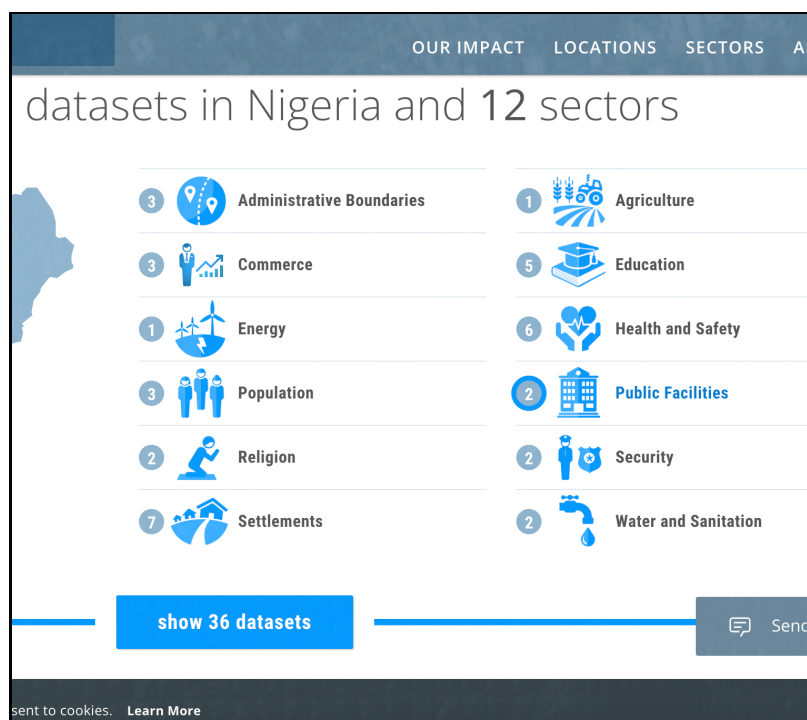 OUR IMPACT LOCATIONS SECTORS A
datasets in Nigeria and 12 sectors
3 Administrative Boundaries
1 Agriculture
3 Commerce
5 Education
1 Energy
6 Health and Safety
3 Population
2 Public Facilities
2 Religion
2 Security
7 Settlements
2 Water and Sanitation
show 36 datasets
Send
sent to cookies. Learn More